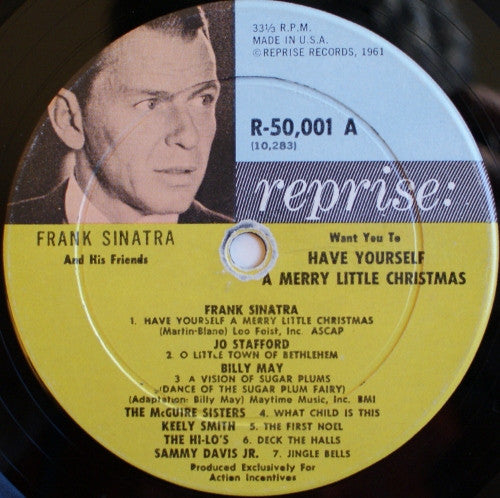 33⅓ R.P.M.
MADE IN U.S.A.
© REPRISE RECORDS, 1961
R-50,001 A
(10,283)
reprise:
FRANK SINATRA
And His Friends
Want You To
HAVE YOURSELF
A MERRY LITTLE CHRISTMAS
FRANK SINATRA
1. HAVE YOURSELF A MERRY LITTLE CHRISTMAS
(Martin-Blane) Leo Feist, Inc. ASCAP
JO STAFFORD
2. O LITTLE TOWN OF BETHLEHEM
BILLY MAY
3 A VISION OF SUGAR PLUMS
(DANCE OF THE SUGAR PLUM FAIRY)
(Adaptation: Billy May) Maytime Music, Inc. BMI
THE McGUIRE SISTERS 4. WHAT CHILD IS THIS
KEELY SMITH 5. THE FIRST NOEL
THE HI-LO'S 6. DECK THE HALLS
SAMMY DAVIS JR. 7. JINGLE BELLS
Produced Exclusively For
Action Incentives